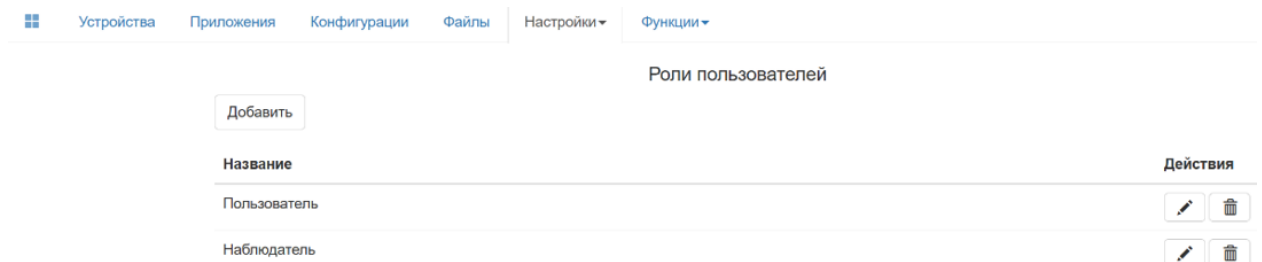 Устройства Приложения Конфигурации Файлы Настройки Функции
Роли пользователей
Добавить
Название Действия
Пользователь
Наблюдатель